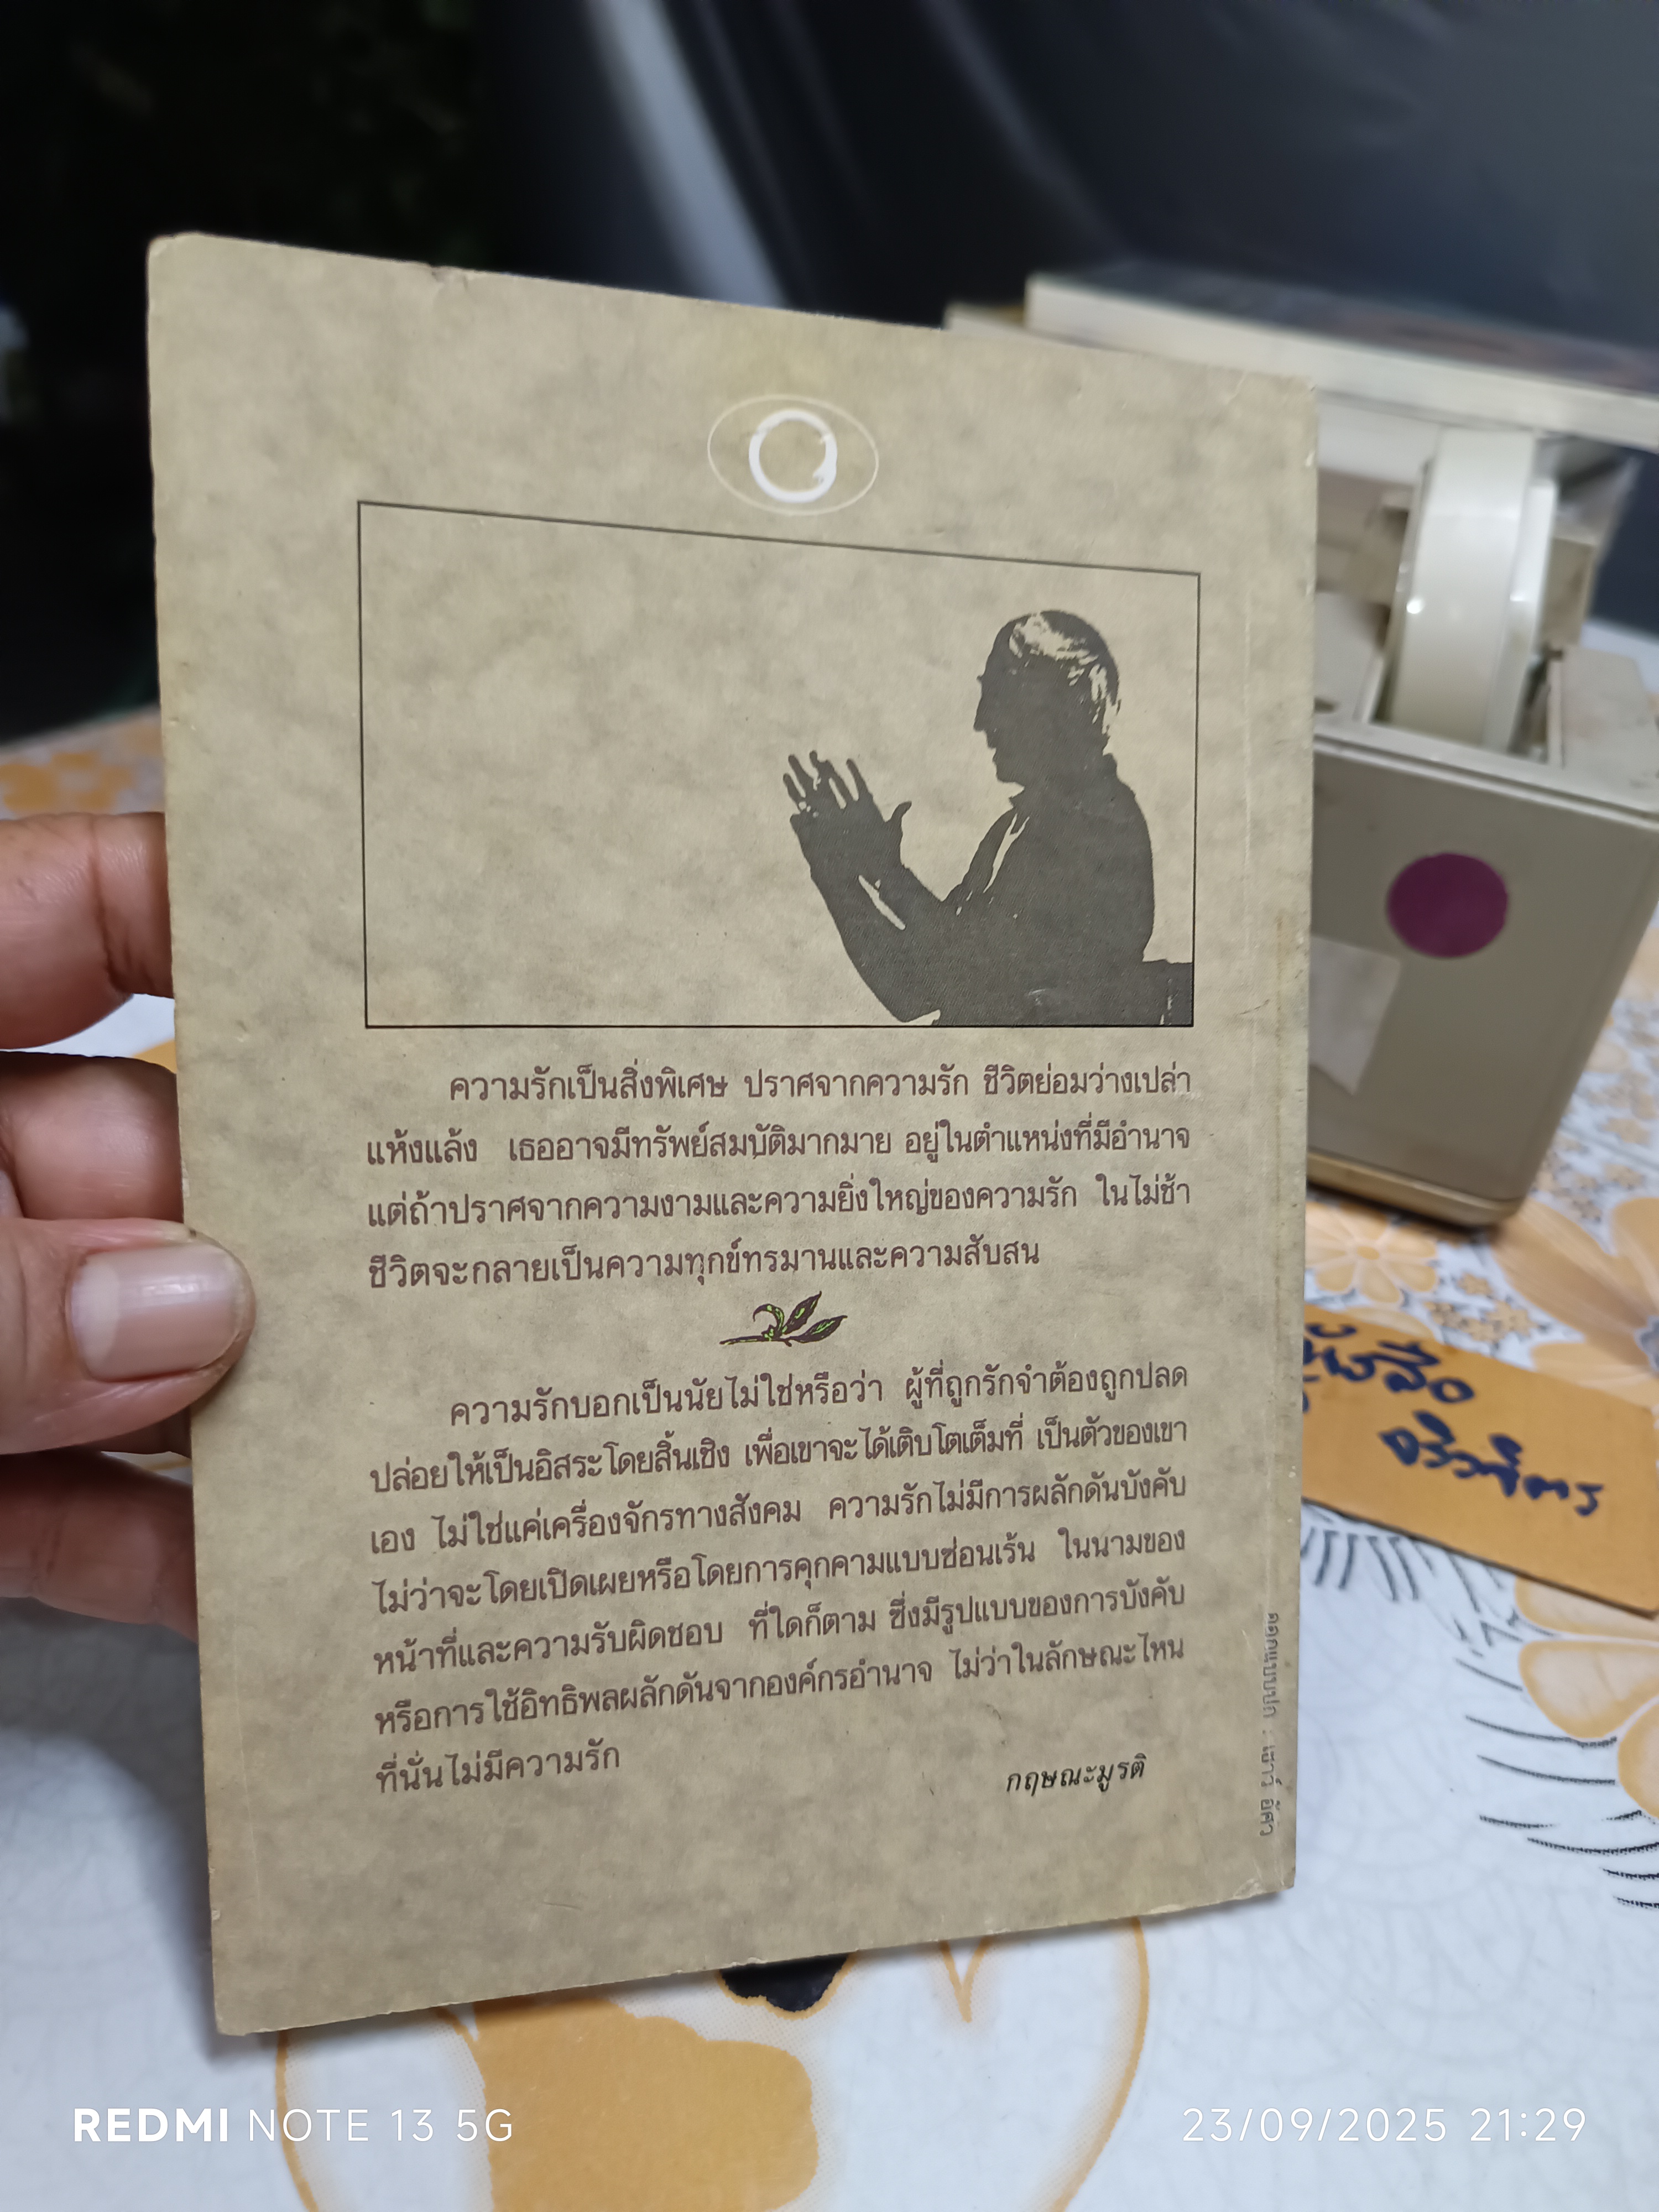 ความรักเป็นสิ่งพิเศษ ปราศจากความรัก ชีวิตย่อมว่างเปล่า
แห้งแล้ง เธออาจมีทรัพย์สมบัติมากมาย อยู่ในตำแหน่งที่มีอำนาจ
แต่ถ้าปราศจากความงามและความยิ่งใหญ่ของความรัก ในไม่ช้า
ชีวิตจะกลายเป็นความทุกข์ทรมานและความสับสน
ความรักบอกเป็นนัยไม่ใช่หรือว่า ผู้ที่ถูกรักจำต้องถูกปลด
ปล่อยให้เป็นอิสระโดยสิ้นเชิง เพื่อเขาจะได้เติบโตเต็มที่ เป็นตัวของเขา
เอง ไม่ใช่แค่เครื่องจักรทางสังคม ความรักไม่มีการผลักดันบังคับ
ไม่ว่าจะโดยเปิดเผยหรือโดยการคุกคามแบบซ่อนเร้น ในนามของ
หน้าที่และความรับผิดชอบ ที่ใดก็ตาม ซึ่งมีรูปแบบของการบังคับ
หรือการใช้อิทธิพลผลักดันจากองค์กรอำนาจ ไม่ว่าในลักษณะไหน
ที่นั่นไม่มีความรัก
กฤษณะมูรติ
ออกแบบปก :
REDMI NOTE 13 5G
23/09/2025 21:29